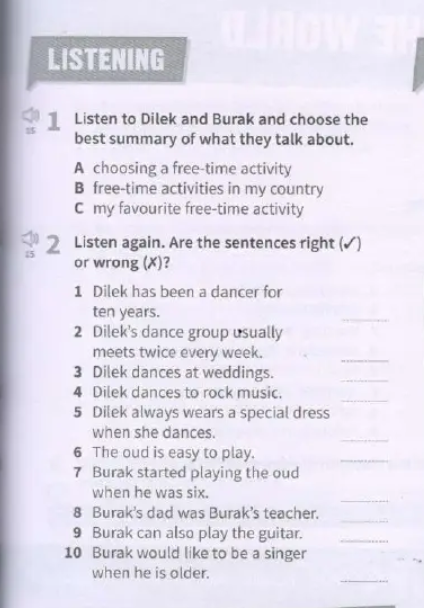 LISTENING
1 Listen to Dilek and Burak and choose the
best summary of what they talk about.
A choosing a free-time activity
B free-time activities in my country
C my favourite free-time activity
2 Listen again. Are the sentences right (✓)
or wrong (✗)?
1 Dilek has been a dancer for
ten years.
2 Dilek's dance group usually
meets twice every week.
3 Dilek dances at weddings.
4 Dilek dances to rock music.
5 Dilek always wears a special dress
when she dances.
6 The oud is easy to play.
7 Burak started playing the oud
when he was six.
8 Burak's dad was Burak's teacher.
9 Burak can also play the guitar.
10 Burak would like to be a singer
when he is older.